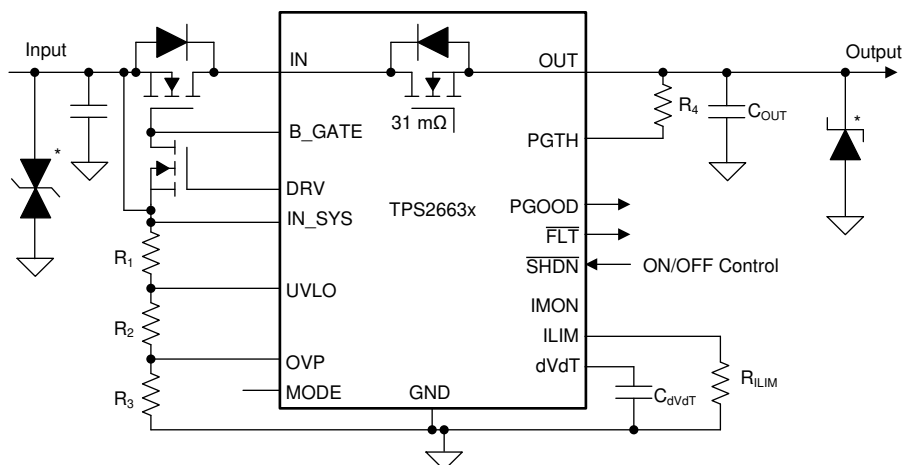 Input
IN
OUT
Output
31 mΩ
R4
COUT
*
*
B_GATE
PGTH
DRV
TPS2663x
PGOOD
IN_SYS
FLT
R1
SHDN
ON/OFF Control
UVLO
IMON
R2
ILIM
OVP
dVdT
RILIM
R3
MODE
GND
CdVdT